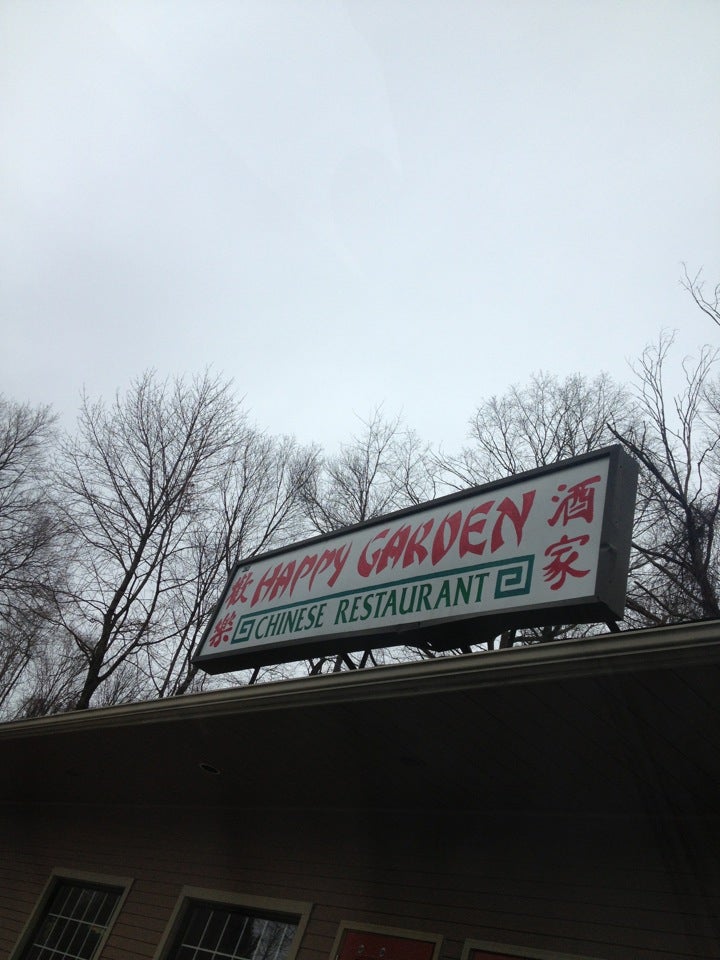 歡樂
HAPPY GARDEN
CHINESE RESTAURANT
酒家